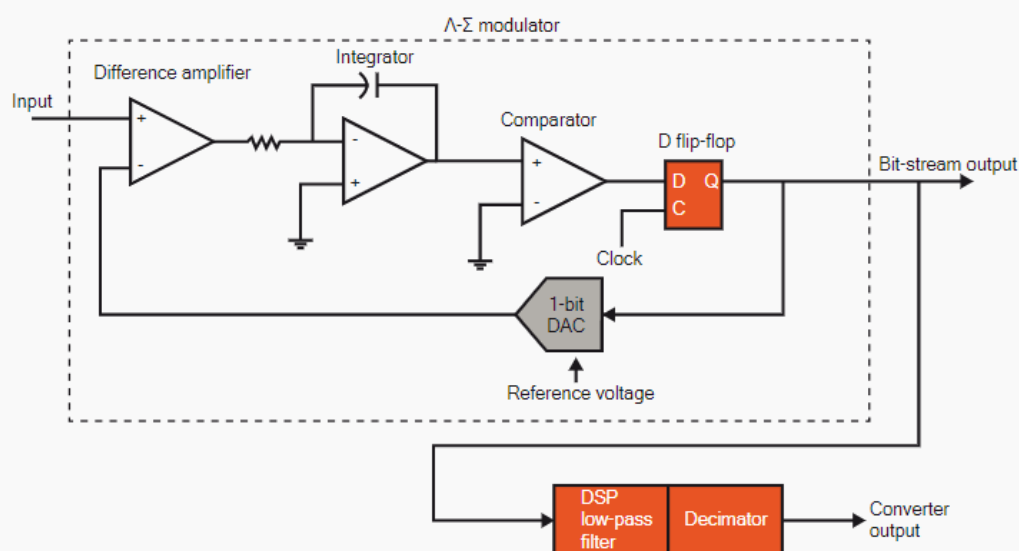 Λ-Σ modulator
Integrator
Difference amplifier
Input
+
-
-
+
Comparator
+
-
D flip-flop
D Q
C
Clock
Bit-stream output
1-bit
DAC
Reference voltage
DSP
low-pass
filter
Decimator
Converter
output